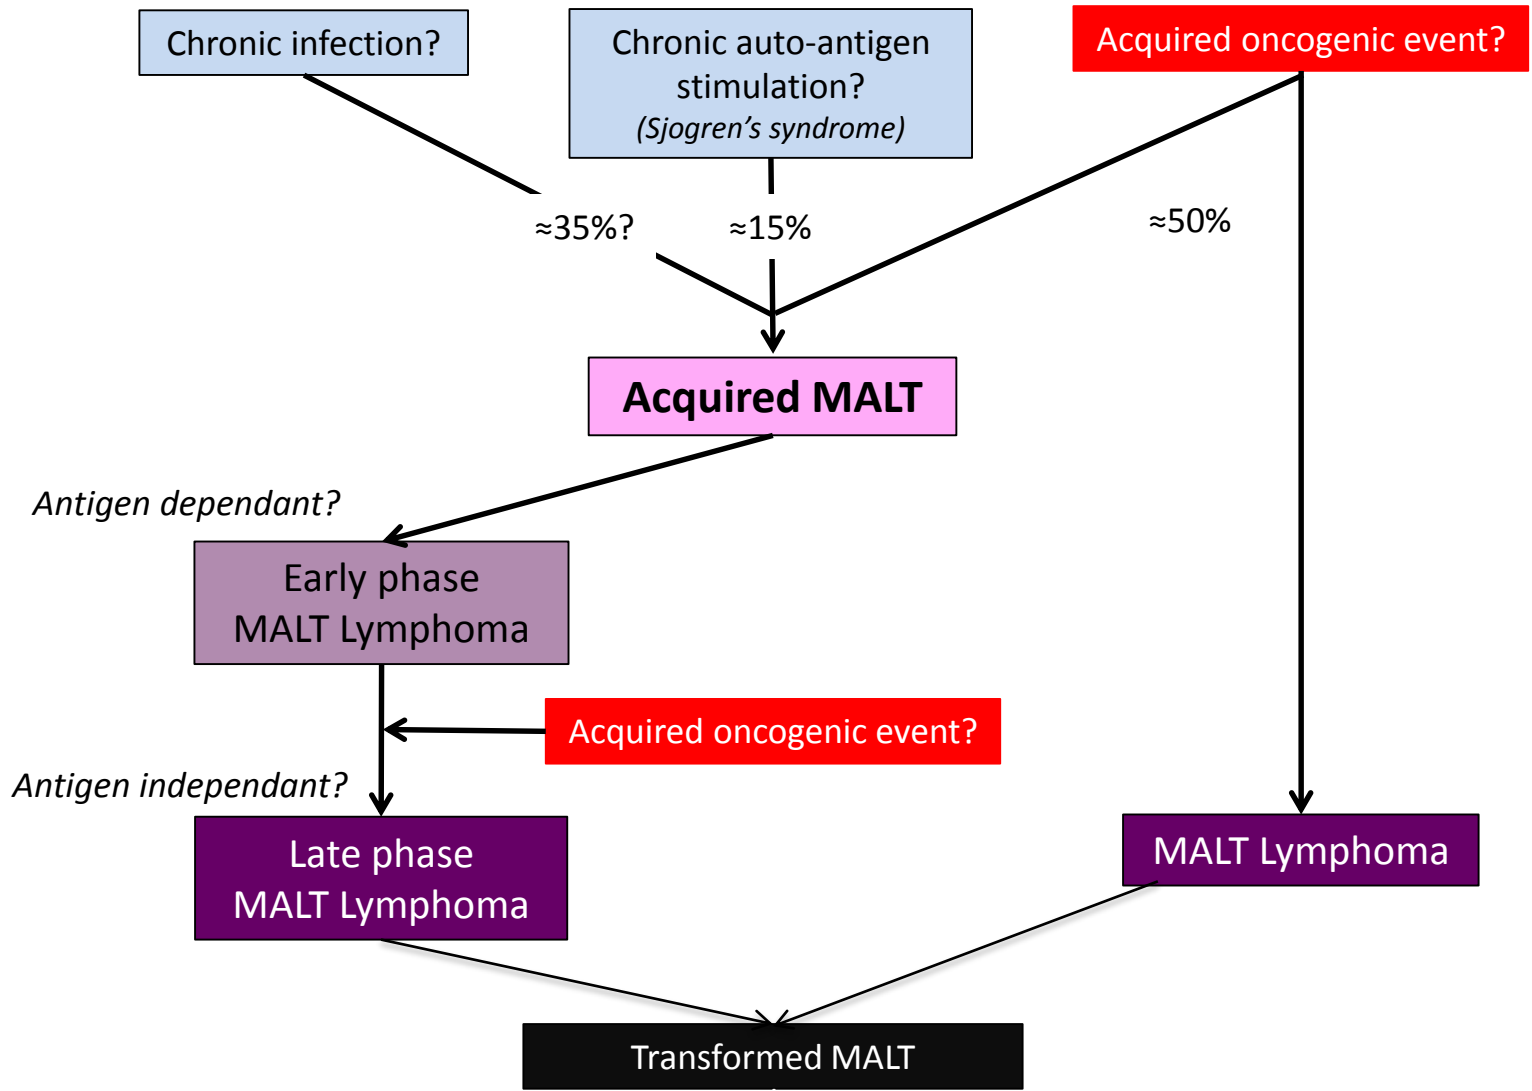 Chronic infection?
Chronic auto-antigen
stimulation?
(Sjogren's syndrome)
Acquired oncogenic event?
≈35%?
≈15%
≈50%
Acquired MALT
Antigen dependant?
Early phase
MALT Lymphoma
Acquired oncogenic event?
Antigen independant?
Late phase
MALT Lymphoma
MALT Lymphoma
Transformed MALT